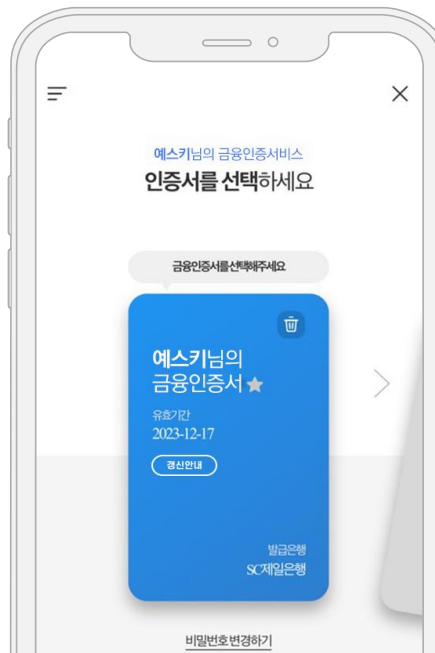 예스키님의 금융인증서비스
인증서를 선택하세요
금융인증서를선택해주세요
예스키님의
금융인증서
유효기간
2023-12-17
갱신안내
발급은행
SC제일은행
비밀번호변경하기